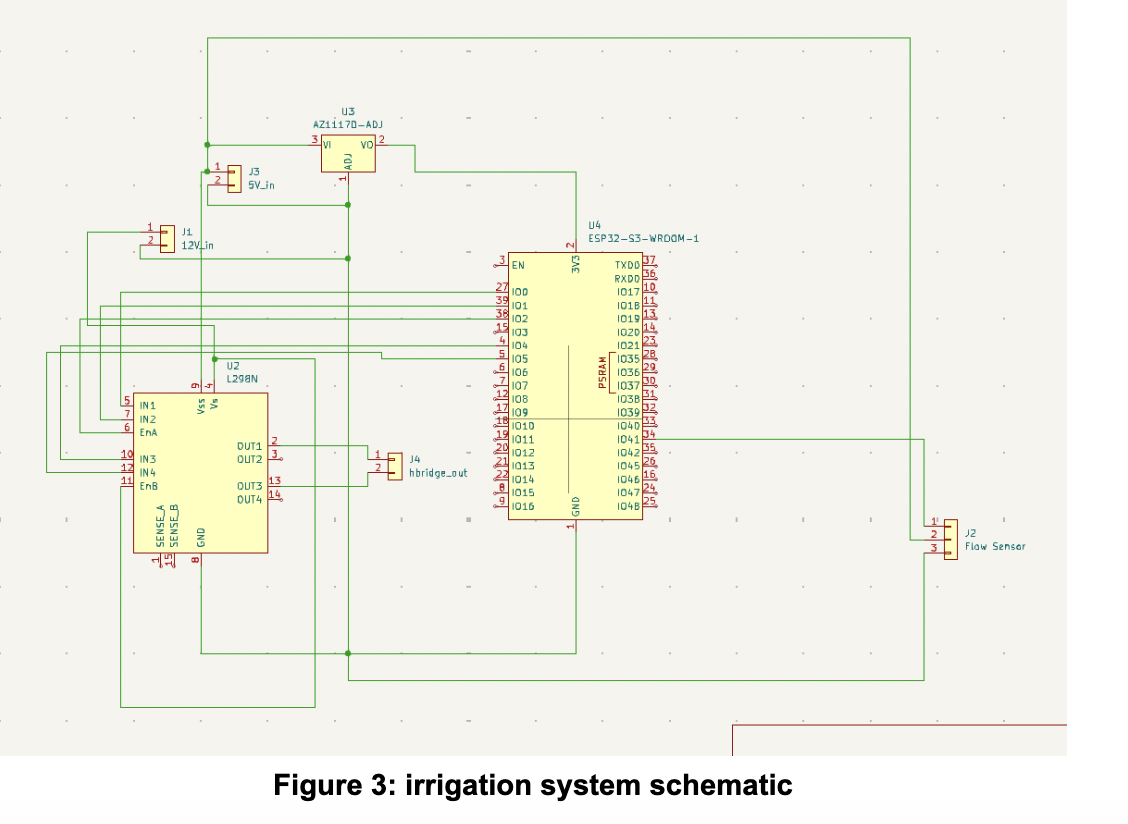 U3
AZ1117D-ADJ
3 VI VO 2
ADJ
1
1 J3
2 5V_in
1 J1
2 12V_in
U4
ESP32-S3-WROOM-1
2
3V3
3 EN TXD0 37
RXD0 36
27 IO0 IO17 10
39 IO1 IO18 11
38 IO2 IO19 13
15 IO3 IO20 14
4 IO4 IO21 23
5 IO5 IO35 28
6 IO6 IO36 29
7 IO7 IO37 30
12 IO8 IO38 31
17 IO9 IO39 32
18 IO10 IO40 33
19 IO11 IO41 34
20 IO12 IO42 35
21 IO13 IO45 26
22 IO14 IO46 16
8 IO15 IO47 24
9 IO16 IO48 25
PSRAM
GND
1
U2
L298N
9 4
Vss Vs
5 IN1
7 IN2
6 EnA
10 IN3
12 IN4
11 EnB
OUT1 2
OUT2 3
OUT3 13
OUT4 14
SENSE_A SENSE_B GND
1 15 8
1 J4
2 hbridge_out
1
2 J2
3 Flow Sensor
Figure 3: irrigation system schematic